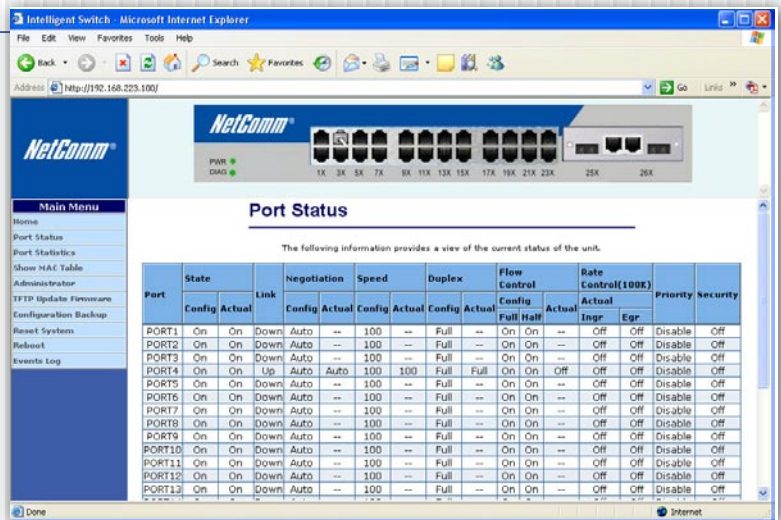 Intelligent Switch - Microsoft Internet Explorer
File Edit View Favorites Tools Help
Back Search Favorites
Address http://192.168.223.100/ Go Links »
NetComm®
NetComm®
PWR
DIAG
1X 3X 5X 7X 9X 11X 13X 15X 17X 19X 21X 23X 25X 26X
Main Menu
Home
Port Status
Port Statistics
Show MAC Table
Administrator
TFTP Update Firmware
Configuration Backup
Reset System
Reboot
Events Log
Port Status
The following information provides a view of the current status of the unit.
Port State Link Negotiation Speed Duplex Flow Control Rate Control(100K) Priority Security
Config Actual Config Actual Config Actual Config Actual Config Actual Actual
Full Half Ingr Egr
PORT1 On On Down Auto -- 100 -- Full -- On On -- Off Off Disable Off
PORT2 On On Down Auto -- 100 -- Full -- On On -- Off Off Disable Off
PORT3 On On Down Auto -- 100 -- Full -- On On -- Off Off Disable Off
PORT4 On On Up Auto Auto 100 100 Full Full On On Off Off Off Disable Off
PORT5 On On Down Auto -- 100 -- Full -- On On -- Off Off Disable Off
PORT6 On On Down Auto -- 100 -- Full -- On On -- Off Off Disable Off
PORT7 On On Down Auto -- 100 -- Full -- On On -- Off Off Disable Off
PORT8 On On Down Auto -- 100 -- Full -- On On -- Off Off Disable Off
PORT9 On On Down Auto -- 100 -- Full -- On On -- Off Off Disable Off
PORT10 On On Down Auto -- 100 -- Full -- On On -- Off Off Disable Off
PORT11 On On Down Auto -- 100 -- Full -- On On -- Off Off Disable Off
PORT12 On On Down Auto -- 100 -- Full -- On On -- Off Off Disable Off
PORT13 On On Down Auto -- 100 -- Full -- On On -- Off Off Disable Off
Done Internet